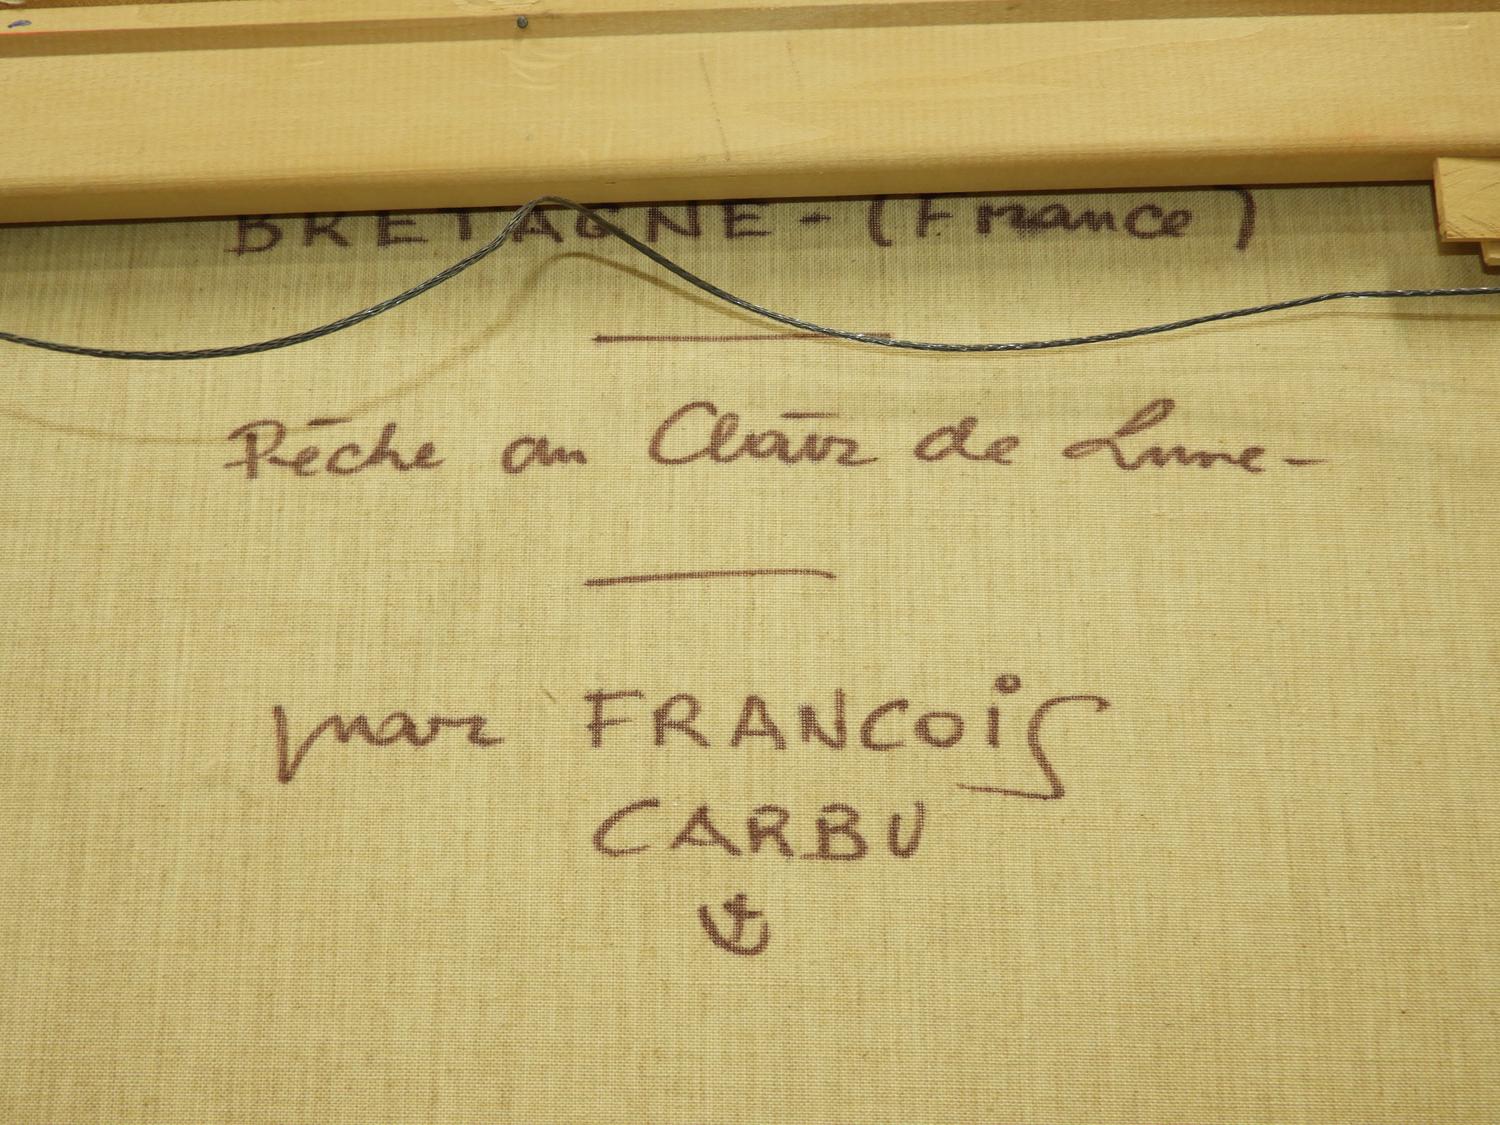 BRETAGNE - (France)
Pêche au Clair de Lune -
par FRANCOIS
CARBU